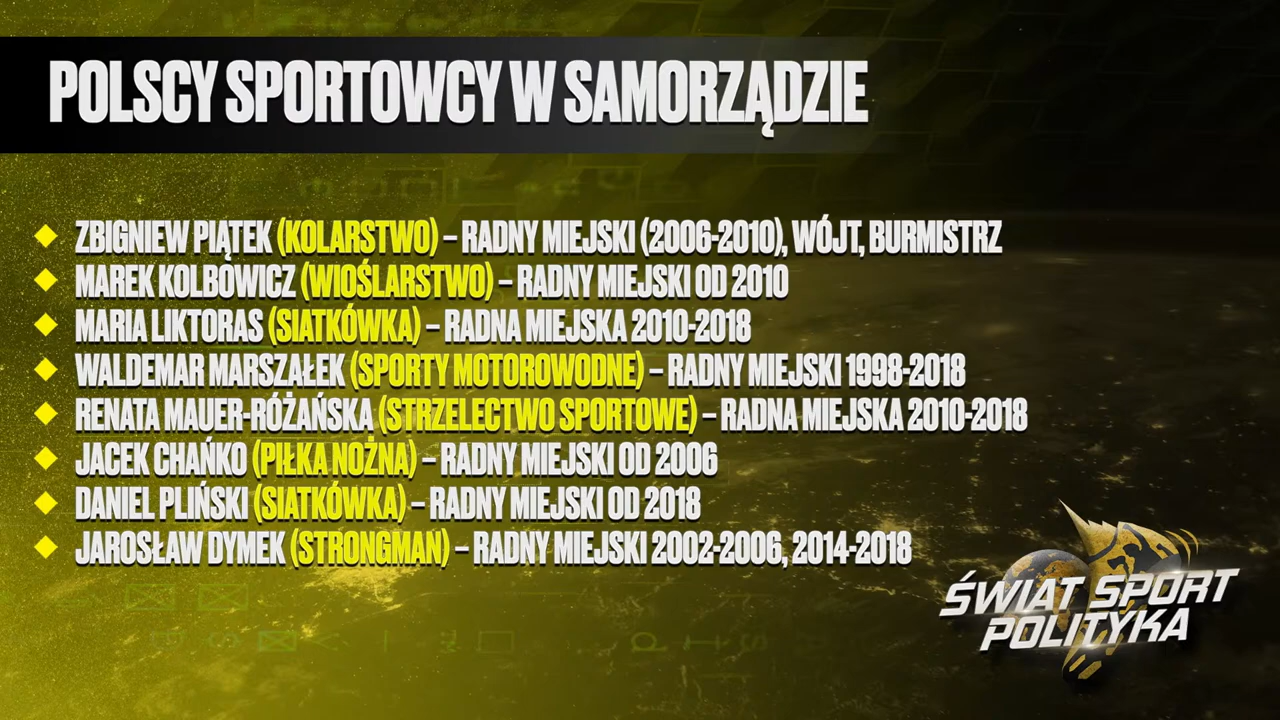 POLSCY SPORTOWCY W SAMORZĄDZIE
ZBIGNIEW PIĄTEK (KOLARSTWO) – RADNY MIEJSKI (2006-2010), WÓJT, BURMISTRZ
MAREK KOLBOWICZ (WIOŚLARSTWO) – RADNY MIEJSKI OD 2010
MARIA LIKTORAS (SIATKÓWKA) – RADNA MIEJSKA 2010-2018
WALDEMAR MARSZAŁEK (SPORTY MOTOROWODNE) – RADNY MIEJSKI 1998-2018
RENATA MAUER-RÓŻAŃSKA (STRZELECTWO SPORTOWE) – RADNA MIEJSKA 2010-2018
JACEK CHAŃKO (PIŁKA NOŻNA) – RADNY MIEJSKI OD 2006
DANIEL PLIŃSKI (SIATKÓWKA) – RADNY MIEJSKI OD 2018
JAROSŁAW DYMEK (STRONGMAN) – RADNY MIEJSKI 2002-2006, 2014-2018
ŚWIAT SPORT
POLITYKA